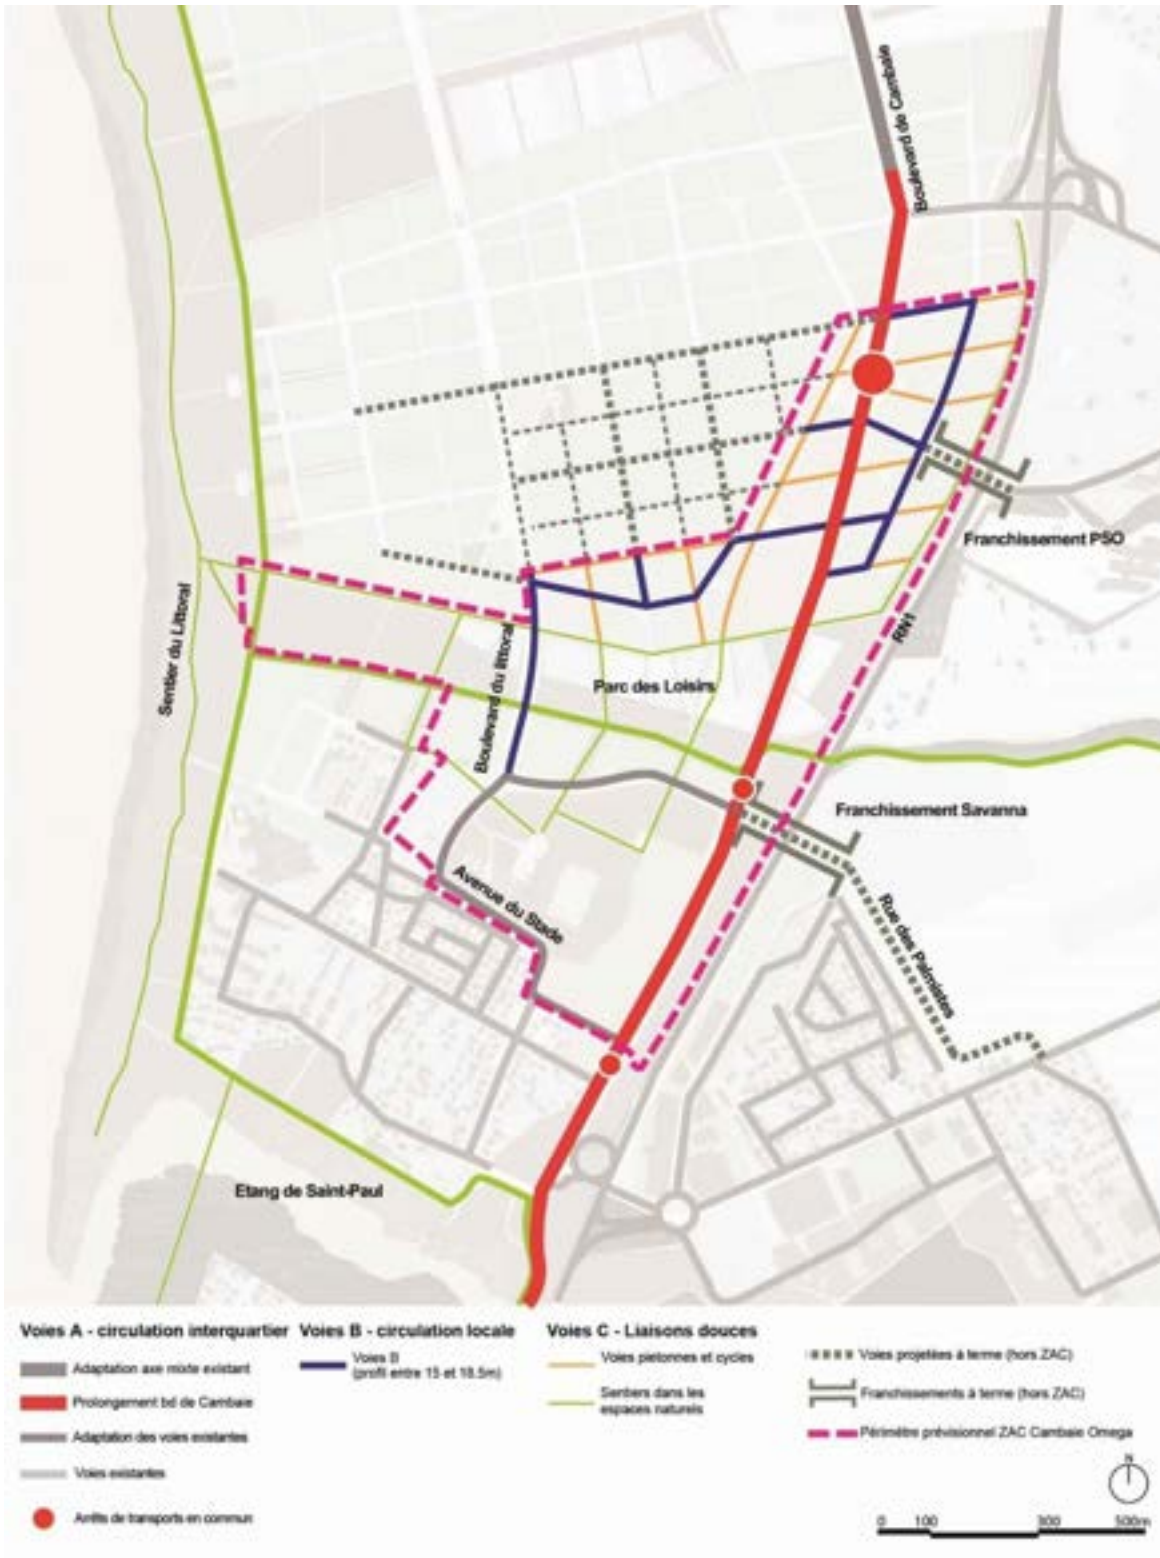 Boulevard de Cambaie
Franchissement PSO
RN1
Sentier du Littoral
Boulevard du littoral
Parc des Loisirs
Franchissement Savanna
Avenue du Stade
Rue des Palmistes
Etang de Saint-Paul
Voies A - circulation interquartier
Adaptation axe mixte existant
Prolongement bd de Cambaie
Adaptation des voies existantes
Voies existantes
Arrêts de transports en commun
Voies B - circulation locale
Voies B
(profil entre 15 et 18.5m)
Voies C - Liaisons douces
Voies pietonnes et cycles
Sentiers dans les
espaces naturels
Voies projetées à terme (hors ZAC)
Franchissements à terme (hors ZAC)
Périmètre prévisionnel ZAC Cambaie Omega
N
0 100 300 500m